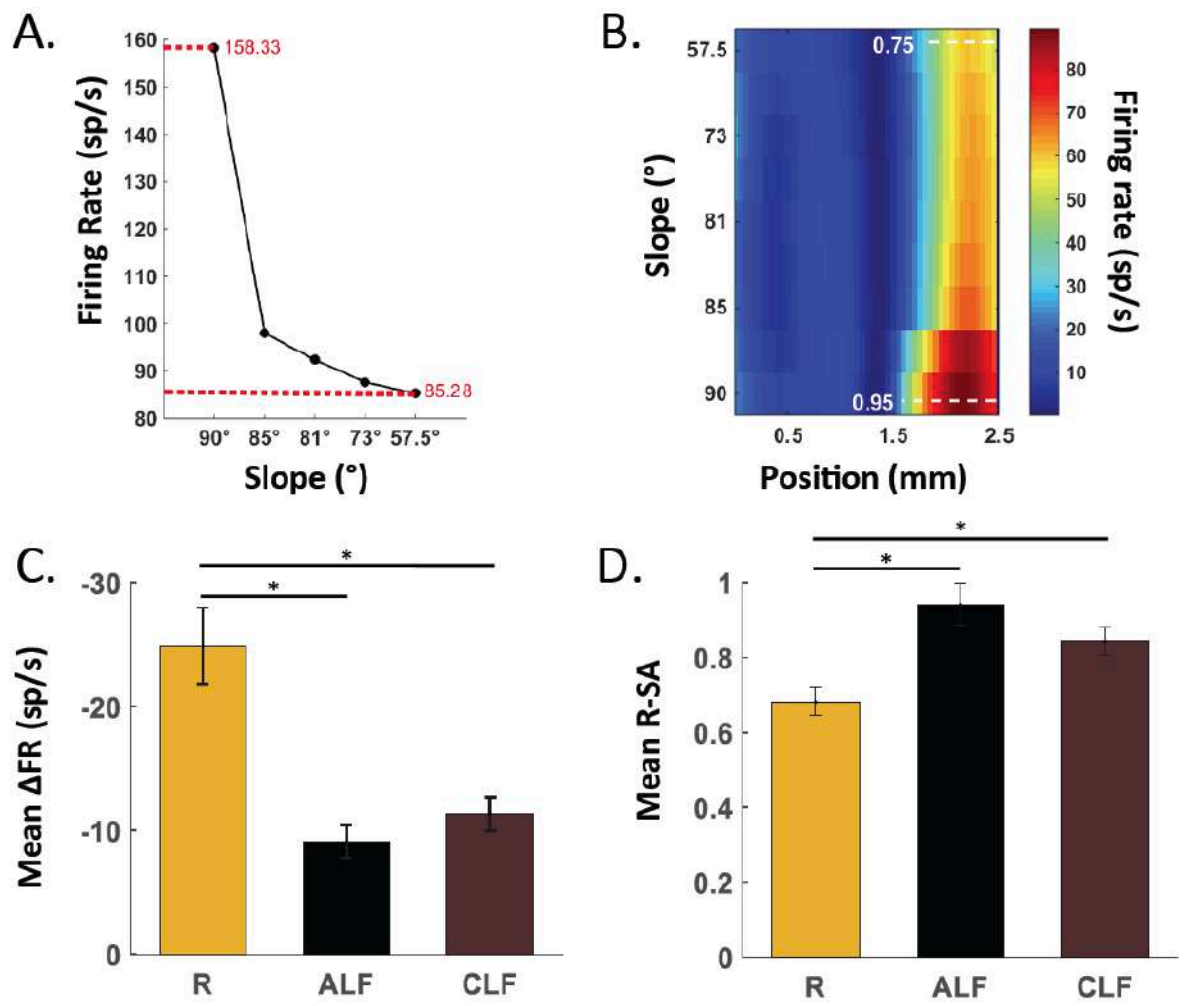 A.
Firing Rate (sp/s)
160
150
140
130
120
110
100
90
80
158.33
85.28
90° 85° 81° 73° 57.5°
Slope (°)
B.
Slope (°)
57.5
73
81
85
90
0.75
0.95
0.5 1.5 2.5
Position (mm)
80
70
60
50
40
30
20
10
Firing rate (sp/s)
C.
Mean ΔFR (sp/s)
-30
-20
-10
0
*
*
R ALF CLF
D.
Mean R-SA
1
0.8
0.6
0.4
0.2
0
*
*
R ALF CLF